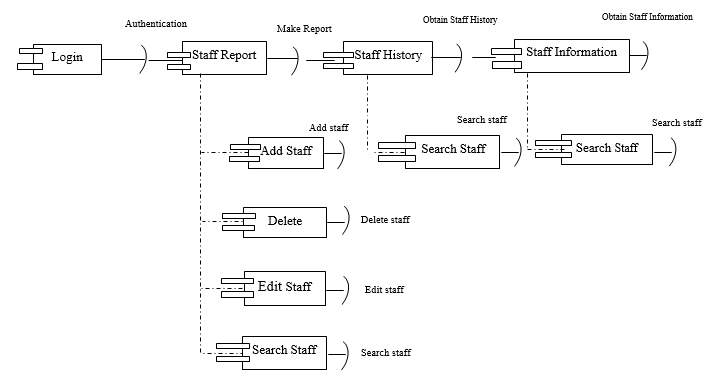 Authentication
Make Report
Obtain Staff History
Obtain Staff Information
Login
Staff Report
Staff History
Staff Information
Add staff
Search staff
Search staff
Add Staff
Search Staff
Search Staff
Delete
Delete staff
Edit Staff
Edit staff
Search Staff
Search staff